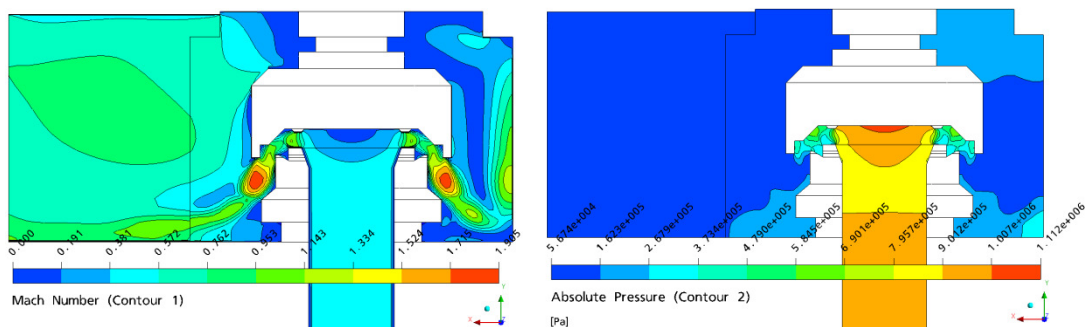 0.000 0.191 0.381 0.572 0.762 0.953 1.143 1.334 1.524 1.715 1.905
Mach Number (Contour 1)
Y
X
Z
5.674e+004 1.623e+005 2.679e+005 3.734e+005 4.790e+005 5.845e+005 6.901e+005 7.957e+005 9.012e+005 1.007e+006 1.112e+006
Absolute Pressure (Contour 2)
[Pa]
Y
X
Z